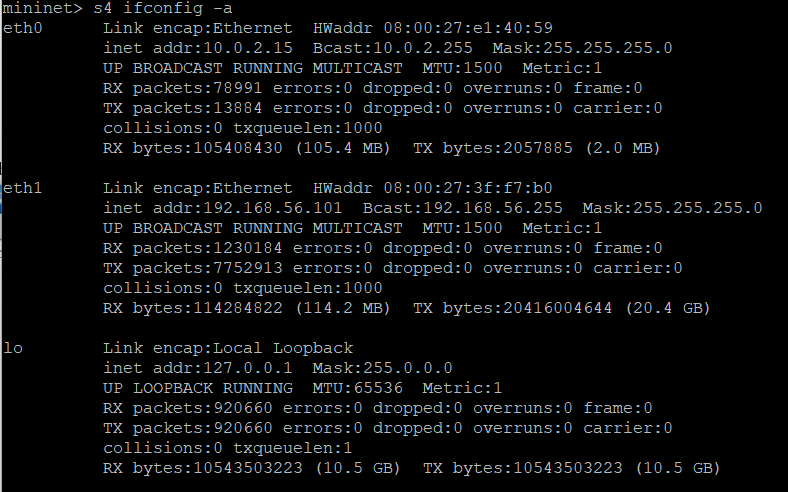 mininet> s4 ifconfig -a
eth0 Link encap:Ethernet HWaddr 08:00:27:e1:40:59
inet addr:10.0.2.15 Bcast:10.0.2.255 Mask:255.255.255.0
UP BROADCAST RUNNING MULTICAST MTU:1500 Metric:1
RX packets:78991 errors:0 dropped:0 overruns:0 frame:0
TX packets:13884 errors:0 dropped:0 overruns:0 carrier:0
collisions:0 txqueuelen:1000
RX bytes:105408430 (105.4 MB) TX bytes:2057885 (2.0 MB)
eth1 Link encap:Ethernet HWaddr 08:00:27:3f:f7:b0
inet addr:192.168.56.101 Bcast:192.168.56.255 Mask:255.255.255.0
UP BROADCAST RUNNING MULTICAST MTU:1500 Metric:1
RX packets:1230184 errors:0 dropped:0 overruns:0 frame:0
TX packets:7752913 errors:0 dropped:0 overruns:0 carrier:0
collisions:0 txqueuelen:1000
RX bytes:114284822 (114.2 MB) TX bytes:20416004644 (20.4 GB)
lo Link encap:Local Loopback
inet addr:127.0.0.1 Mask:255.0.0.0
UP LOOPBACK RUNNING MTU:65536 Metric:1
RX packets:920660 errors:0 dropped:0 overruns:0 frame:0
TX packets:920660 errors:0 dropped:0 overruns:0 carrier:0
collisions:0 txqueuelen:1
RX bytes:10543503223 (10.5 GB) TX bytes:10543503223 (10.5 GB)